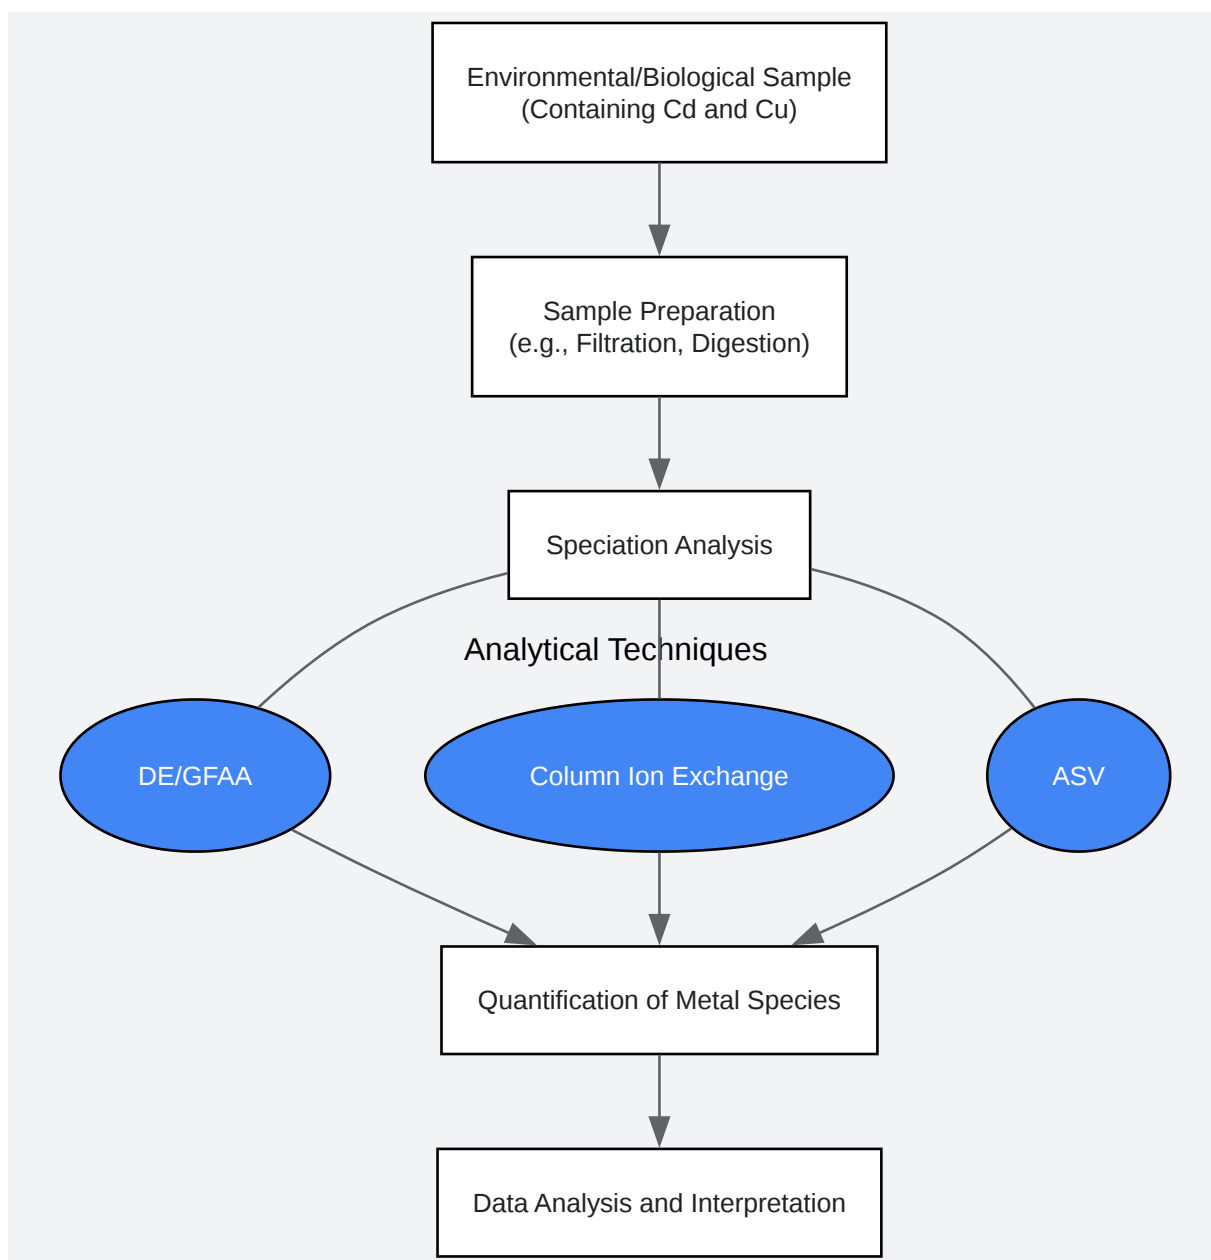 Environmental/Biological Sample
(Containing Cd and Cu)
Sample Preparation
(e.g., Filtration, Digestion)
Speciation Analysis
Analytical Techniques
DE/GFAA
Column Ion Exchange
ASV
Quantification of Metal Species
Data Analysis and Interpretation